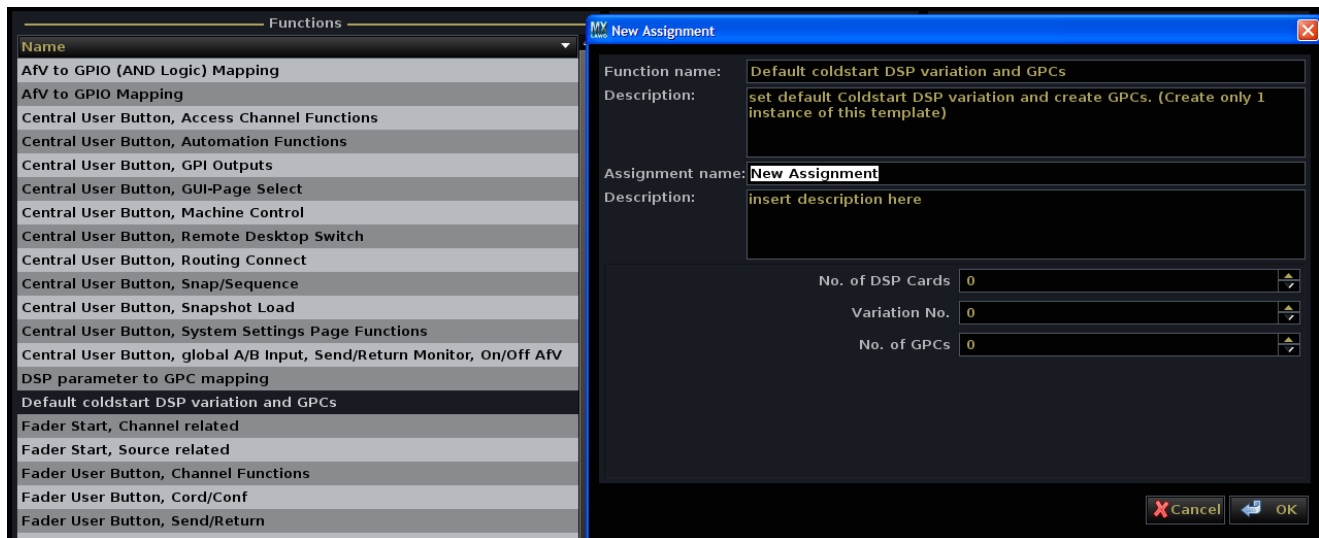 Functions
Name
AfV to GPIO (AND Logic) Mapping
AfV to GPIO Mapping
Central User Button, Access Channel Functions
Central User Button, Automation Functions
Central User Button, GPI Outputs
Central User Button, GUI-Page Select
Central User Button, Machine Control
Central User Button, Remote Desktop Switch
Central User Button, Routing Connect
Central User Button, Snap/Sequence
Central User Button, Snapshot Load
Central User Button, System Settings Page Functions
Central User Button, global A/B Input, Send/Return Monitor, On/Off AfV
DSP parameter to GPC mapping
Default coldstart DSP variation and GPCs
Fader Start, Channel related
Fader Start, Source related
Fader User Button, Channel Functions
Fader User Button, Cord/Conf
Fader User Button, Send/Return
MX LAWO New Assignment
Function name: Default coldstart DSP variation and GPCs
Description: set default Coldstart DSP variation and create GPCs. (Create only 1
instance of this template)
Assignment name: New Assignment
Description: insert description here
No. of DSP Cards 0
Variation No. 0
No. of GPCs 0
Cancel OK